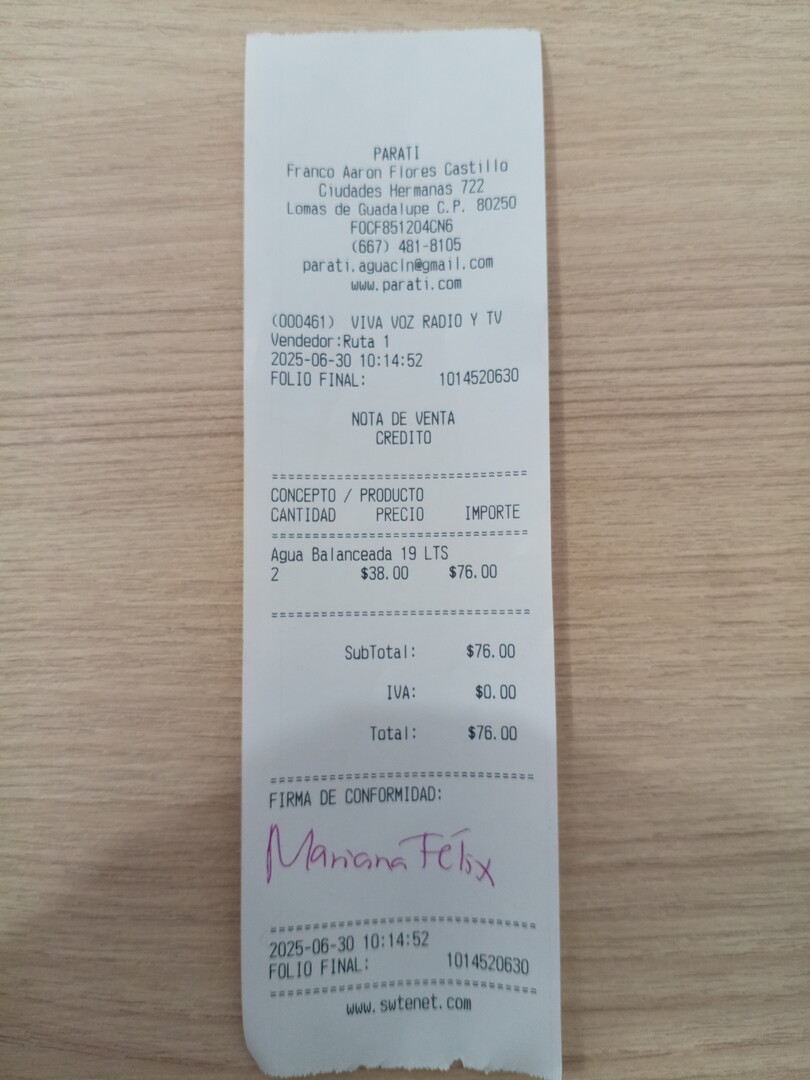 PARATI
Franco Aaron Flores Castillo
Ciudades Hermanas 722
Lomas de Guadalupe C.P. 80250
FOCF851204CN6
(667) 481-8105
parati.aguacln@gmail.com
www.parati.com
(000461) VIVA VOZ RADIO Y TV
Vendedor:Ruta 1
2025-06-30 10:14:52
FOLIO FINAL: 1014520630
NOTA DE VENTA
CREDITO
===============================
CONCEPTO / PRODUCTO
CANTIDAD PRECIO IMPORTE
===============================
Agua Balanceada 19 LTS
2 $38.00 $76.00
===============================
SubTotal: $76.00
IVA: $0.00
Total: $76.00
===============================
FIRMA DE CONFORMIDAD:
Mariana Félix
===============================
2025-06-30 10:14:52
FOLIO FINAL: 1014520630
===============================
www.swtenet.com